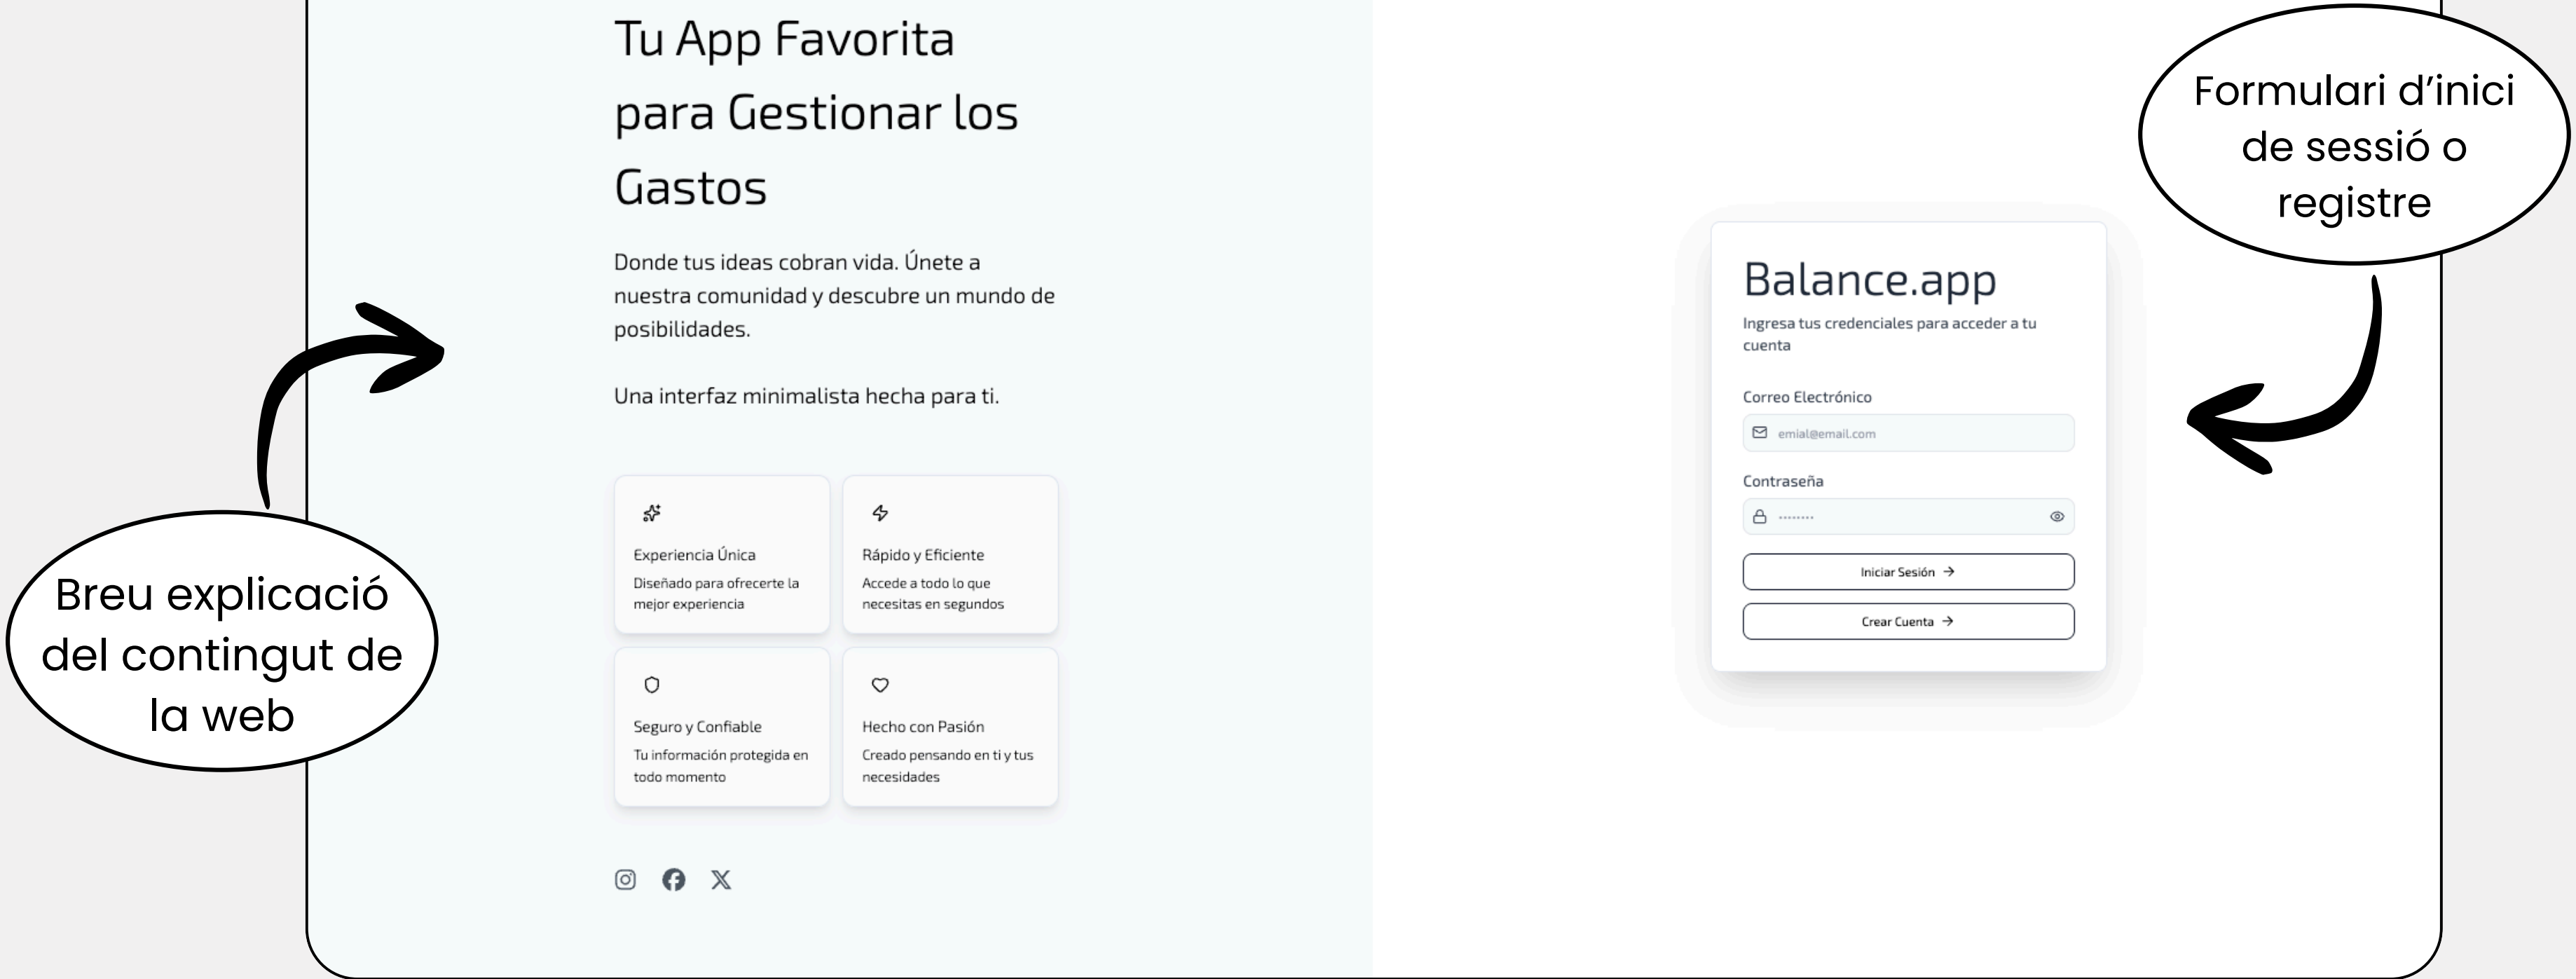 Tu App Favorita
para Gestionar los
Gastos
Donde tus ideas cobran vida. Únete a
nuestra comunidad y descubre un mundo de
posibilidades.
Una interfaz minimalista hecha para ti.
Experiencia Única
Diseñado para ofrecerte la
mejor experiencia
Rápido y Eficiente
Accede a todo lo que
necesitas en segundos
Seguro y Confiable
Tu información protegida en
todo momento
Hecho con Pasión
Creado pensando en ti y tus
necesidades
Breu explicació
del contingut de
la web
Balance.app
Ingresa tus credenciales para acceder a tu
cuenta
Correo Electrónico
emial@email.com
Contraseña
••••••••
Iniciar Sesión →
Crear Cuenta →
Formulari d’inici
de sessió o
registre